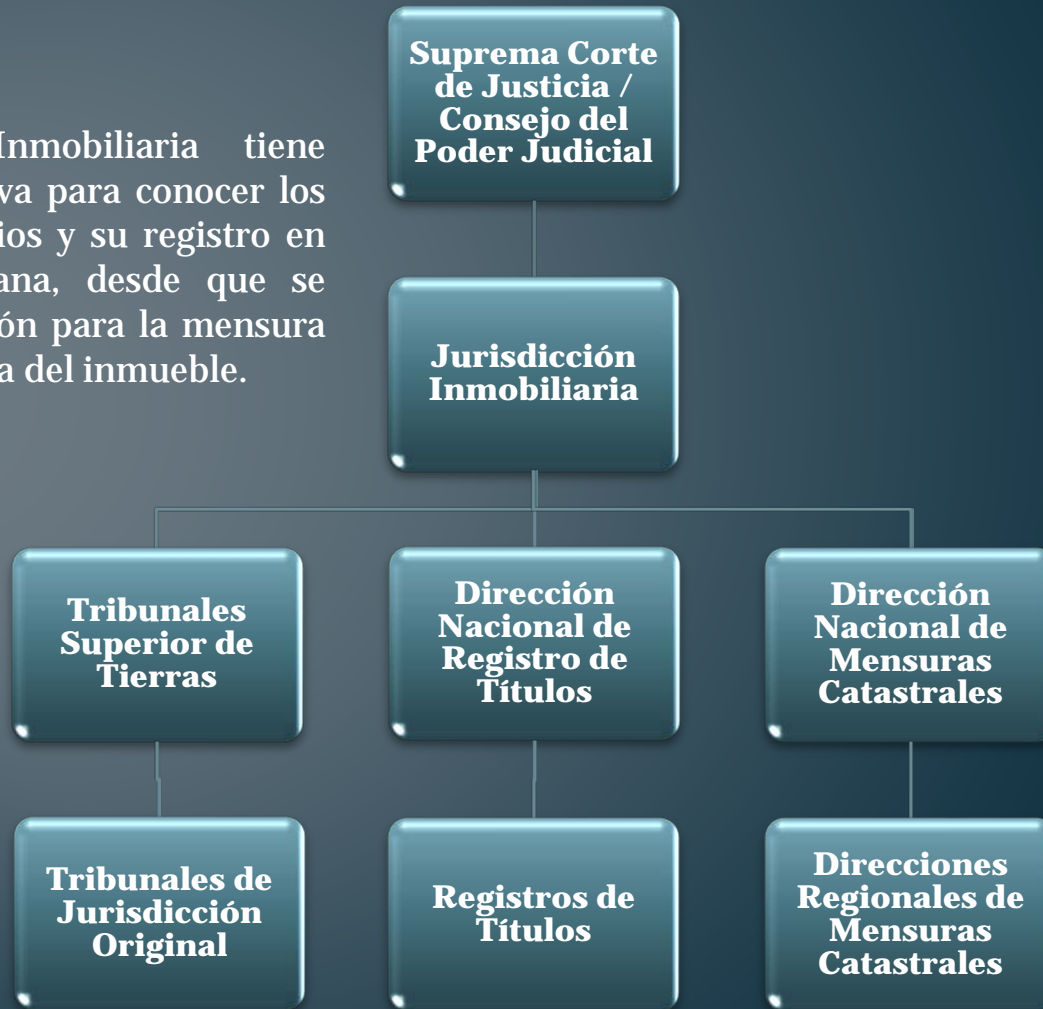 Suprema Corte
de Justicia /
Consejo del
Poder Judicial
Inmobiliaria tiene
va para conocer los
ios y su registro en
ana, desde que se
ón para la mensura
a del inmueble.
Jurisdicción
Inmobiliaria
Tribunales
Superior de
Tierras
Dirección
Nacional de
Registro de
Títulos
Dirección
Nacional de
Mensuras
Catastrales
Tribunales de
Jurisdicción
Original
Registros de
Títulos
Direcciones
Regionales de
Mensuras
Catastrales